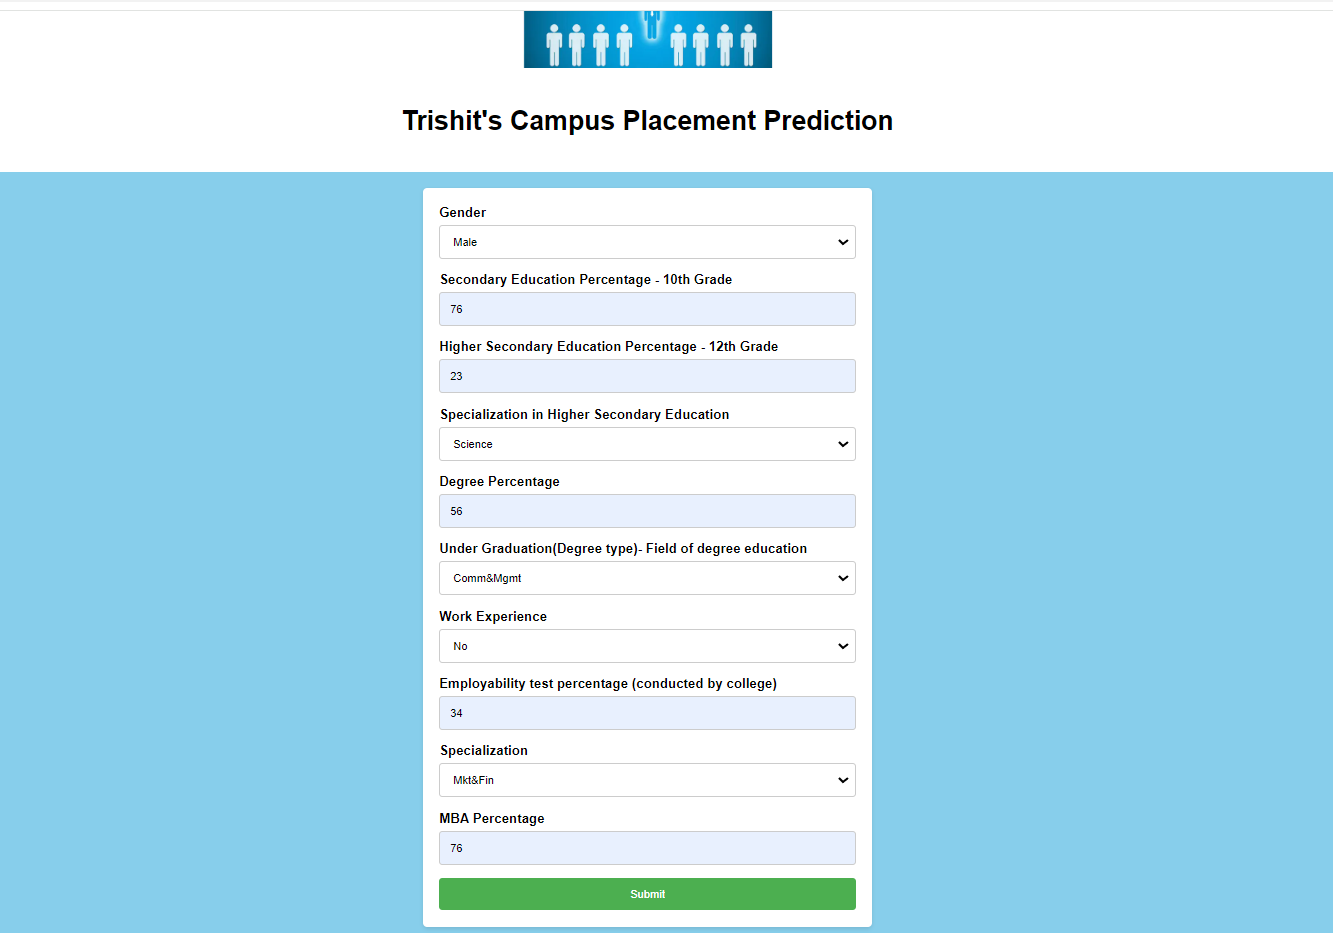 Trishit's Campus Placement Prediction
Gender
Male
Secondary Education Percentage - 10th Grade
76
Higher Secondary Education Percentage - 12th Grade
23
Specialization in Higher Secondary Education
Science
Degree Percentage
56
Under Graduation(Degree type)- Field of degree education
Comm&Mgmt
Work Experience
No
Employability test percentage (conducted by college)
34
Specialization
Mkt&Fin
MBA Percentage
76
Submit